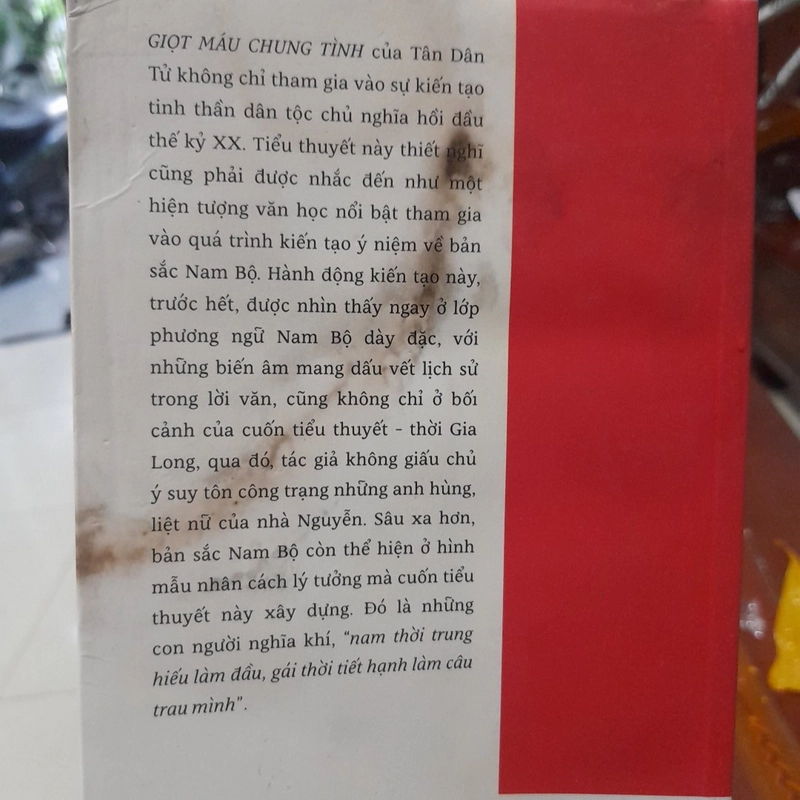 GIỌT MÁU CHUNG TÌNH của Tân Dân
Tử không chỉ tham gia vào sự kiến tạo
tinh thần dân tộc chủ nghĩa hồi đầu
thế kỷ XX. Tiểu thuyết này thiết nghĩ
cũng phải được nhắc đến như một
hiện tượng văn học nổi bật tham gia
vào quá trình kiến tạo ý niệm về bản
sắc Nam Bộ. Hành động kiến tạo này,
trước hết, được nhìn thấy ngay ở lớp
phương ngữ Nam Bộ dày đặc, với
những biến âm mang dấu vết lịch sử
trong lời văn, cũng không chỉ ở bối
cảnh của cuốn tiểu thuyết - thời Gia
Long, qua đó, tác giả không giấu chủ
ý suy tôn công trạng những anh hùng,
liệt nữ của nhà Nguyễn. Sâu xa hơn,
bản sắc Nam Bộ còn thể hiện ở hình
mẫu nhân cách lý tưởng mà cuốn tiểu
thuyết này xây dựng. Đó là những
con người nghĩa khí, “nam thời trung
hiếu làm đầu, gái thời tiết hạnh làm câu
trau mình”.